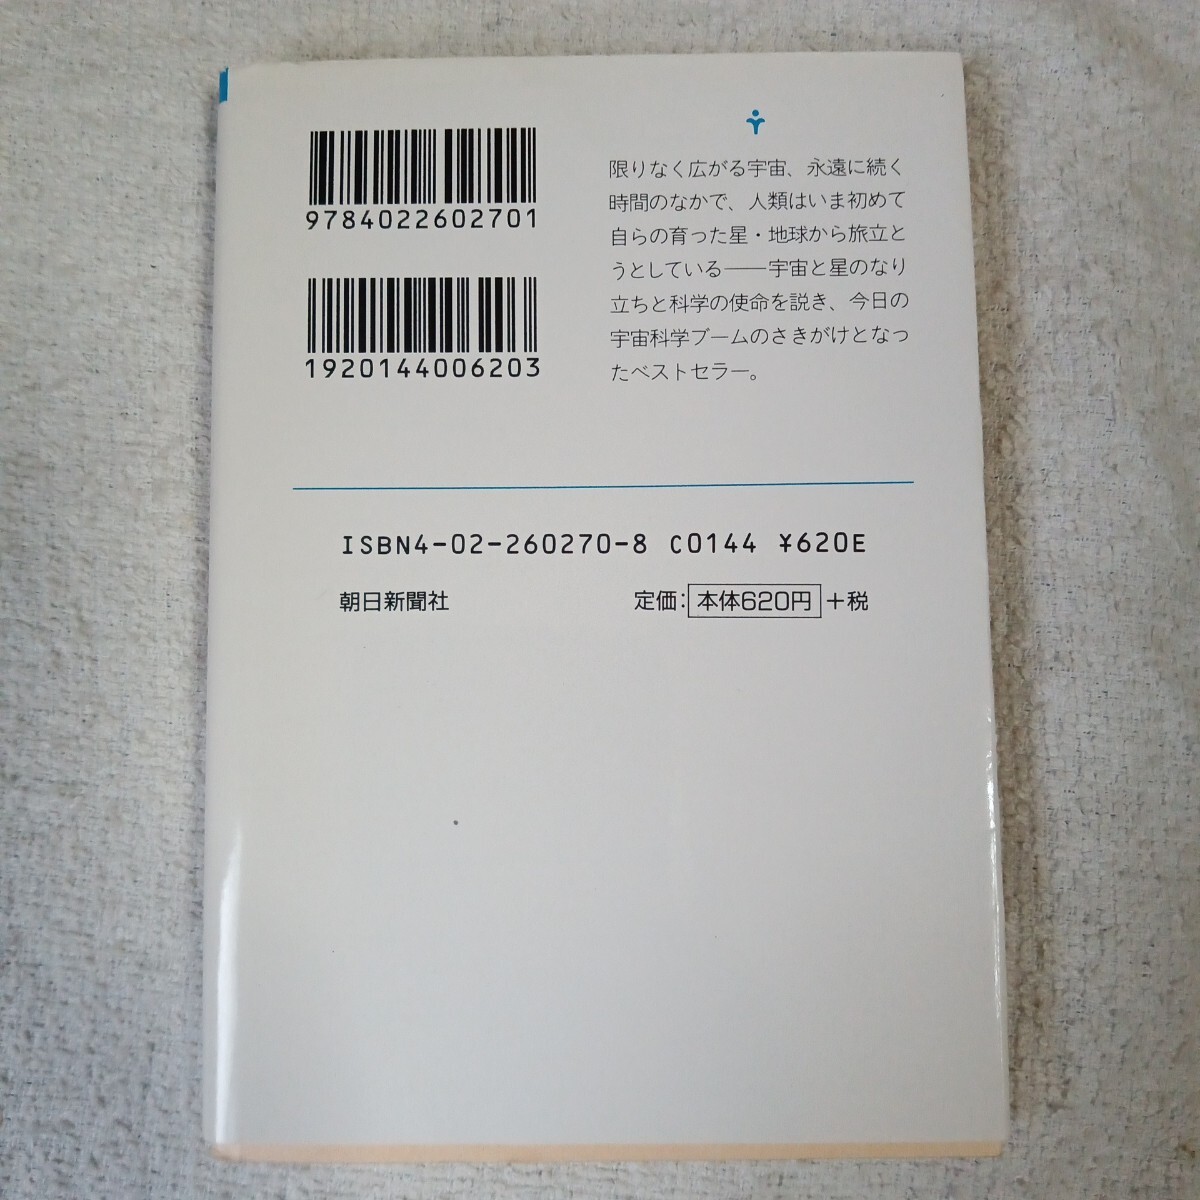 9784022602701
1920144006203
限りなく広がる宇宙、永遠に続く
時間のなかで、人類はいま初めて
自らの育った星・地球から旅立と
うとしている——宇宙と星のなり
立ちと科学の使命を説き、今日の
宇宙科学ブームのさきがけとなっ
たベストセラー。
ISBN4-02-260270-8 C0144 ¥620E
朝日新聞社 定価：本体620円+税